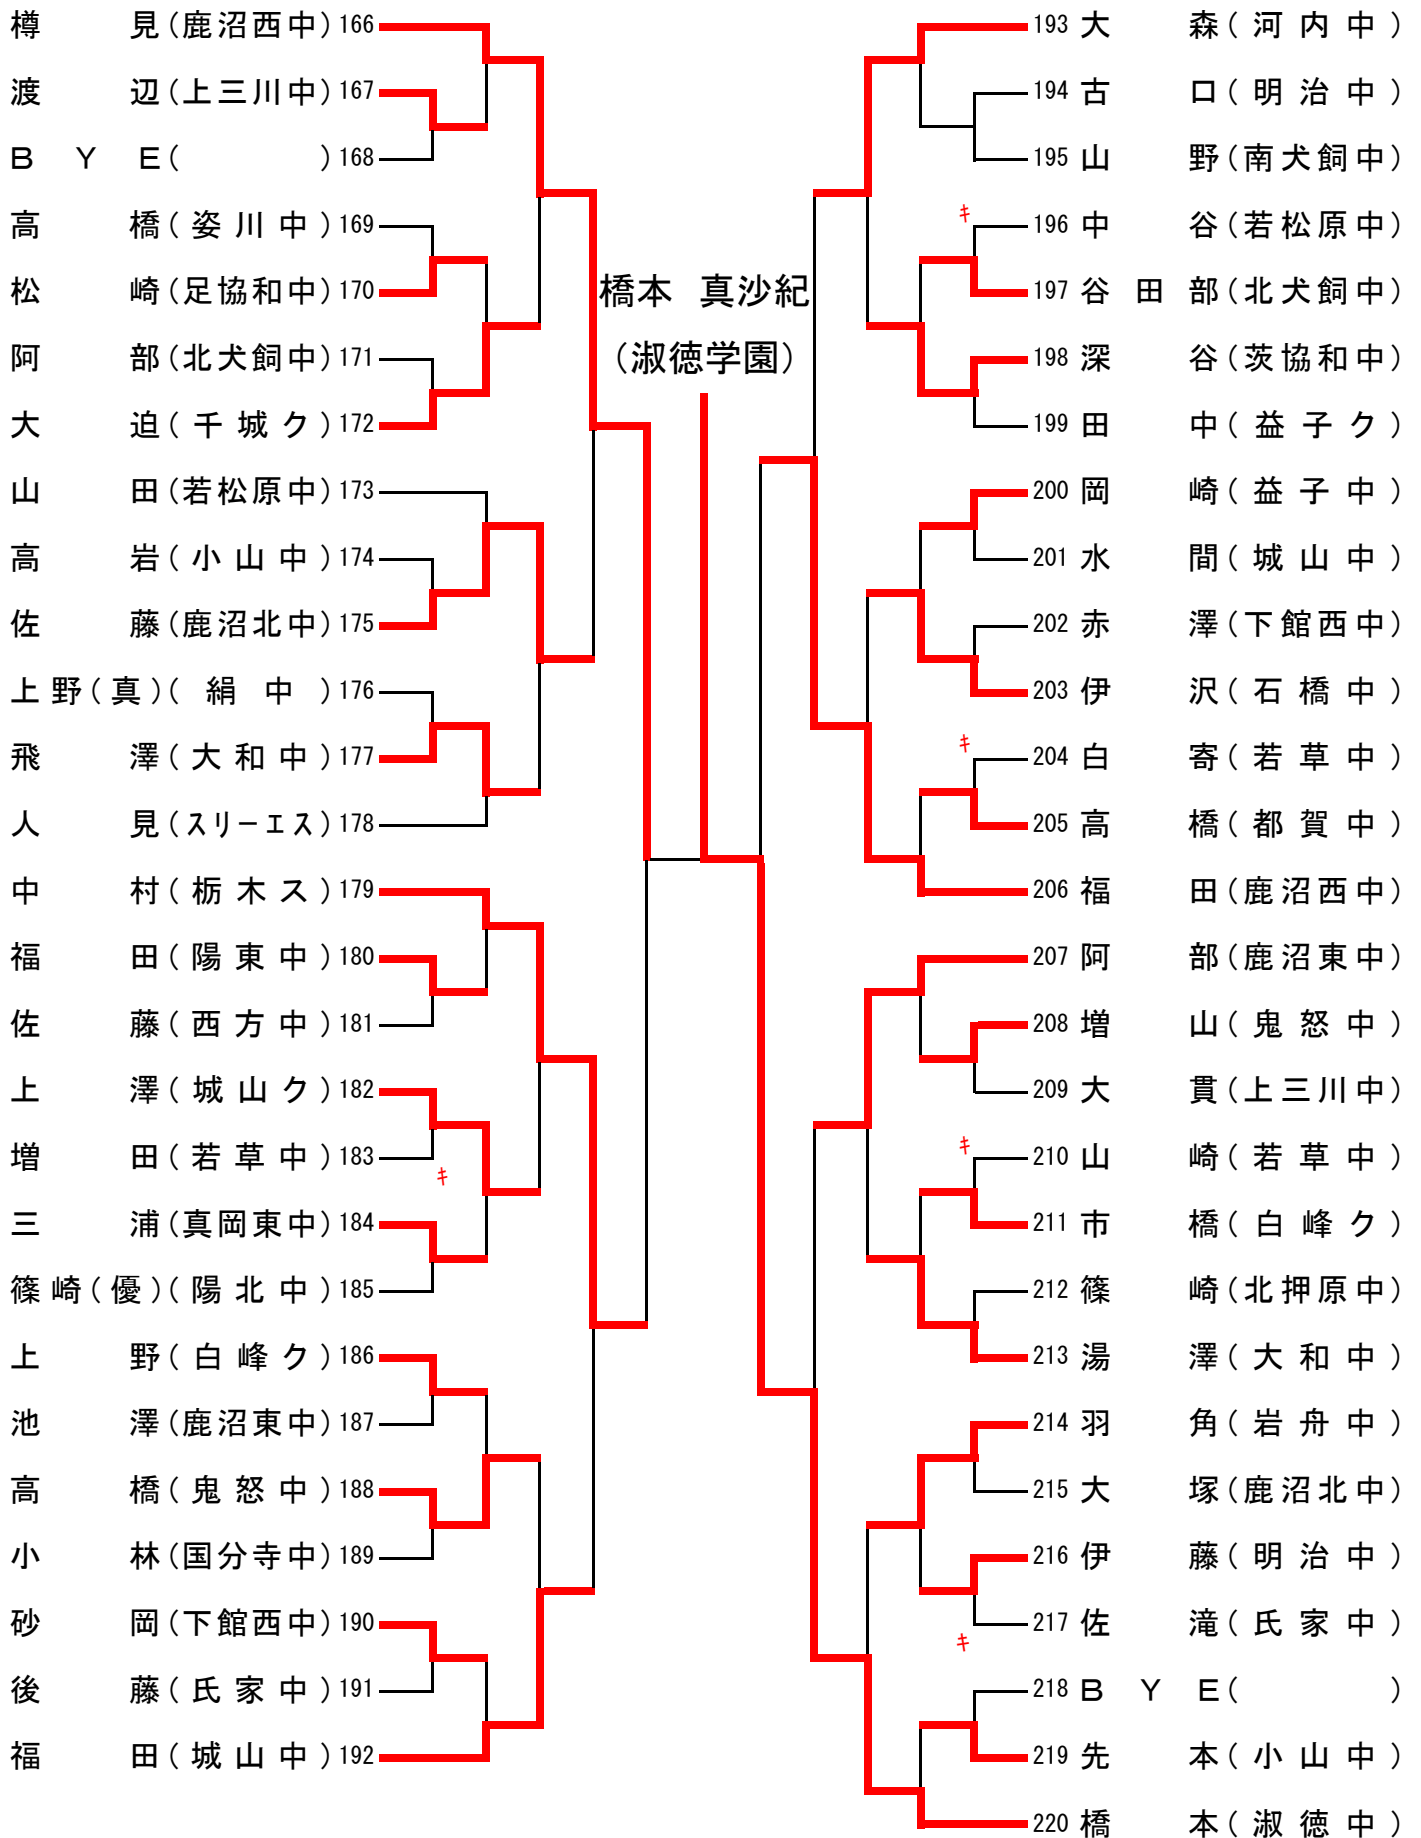 樽見(鹿沼西中)166
渡辺(上三川中)167
BYE( )168
高橋(姿川中)169
松崎(足協和中)170
阿部(北犬飼中)171
大迫(千城ク)172
山田(若松原中)173
高岩(小山中)174
佐藤(鹿沼北中)175
上野(真)(絹中)176
飛澤(大和中)177
人見(スリーエス)178
中村(栃木ス)179
福田(陽東中)180
佐藤(西方中)181
上澤(城山ク)182
増田(若草中)183
キ
三浦(真岡東中)184
篠崎(優)(陽北中)185
上野(白峰ク)186
池澤(鹿沼東中)187
高橋(鬼怒中)188
小林(国分寺中)189
砂岡(下館西中)190
後藤(氏家中)191
福田(城山中)192
橋本 真沙紀
(淑徳学園)
193 大森(河内中)
194 古口(明治中)
195 山野(南犬飼中)
キ
196 中谷(若松原中)
197 谷田部(北犬飼中)
198 深谷(茨協和中)
199 田中(益子ク)
200 岡崎(益子中)
201 水間(城山中)
202 赤澤(下館西中)
203 伊沢(石橋中)
キ
204 白寄(若草中)
205 高橋(都賀中)
206 福田(鹿沼西中)
207 阿部(鹿沼東中)
208 増山(鬼怒中)
209 大貫(上三川中)
キ
210 山崎(若草中)
211 市橋(白峰ク)
212 篠崎(北押原中)
213 湯澤(大和中)
214 羽角(岩舟中)
215 大塚(鹿沼北中)
216 伊藤(明治中)
217 佐滝(氏家中)
キ
218 BYE( )
219 先本(小山中)
220 橋本(淑徳中)